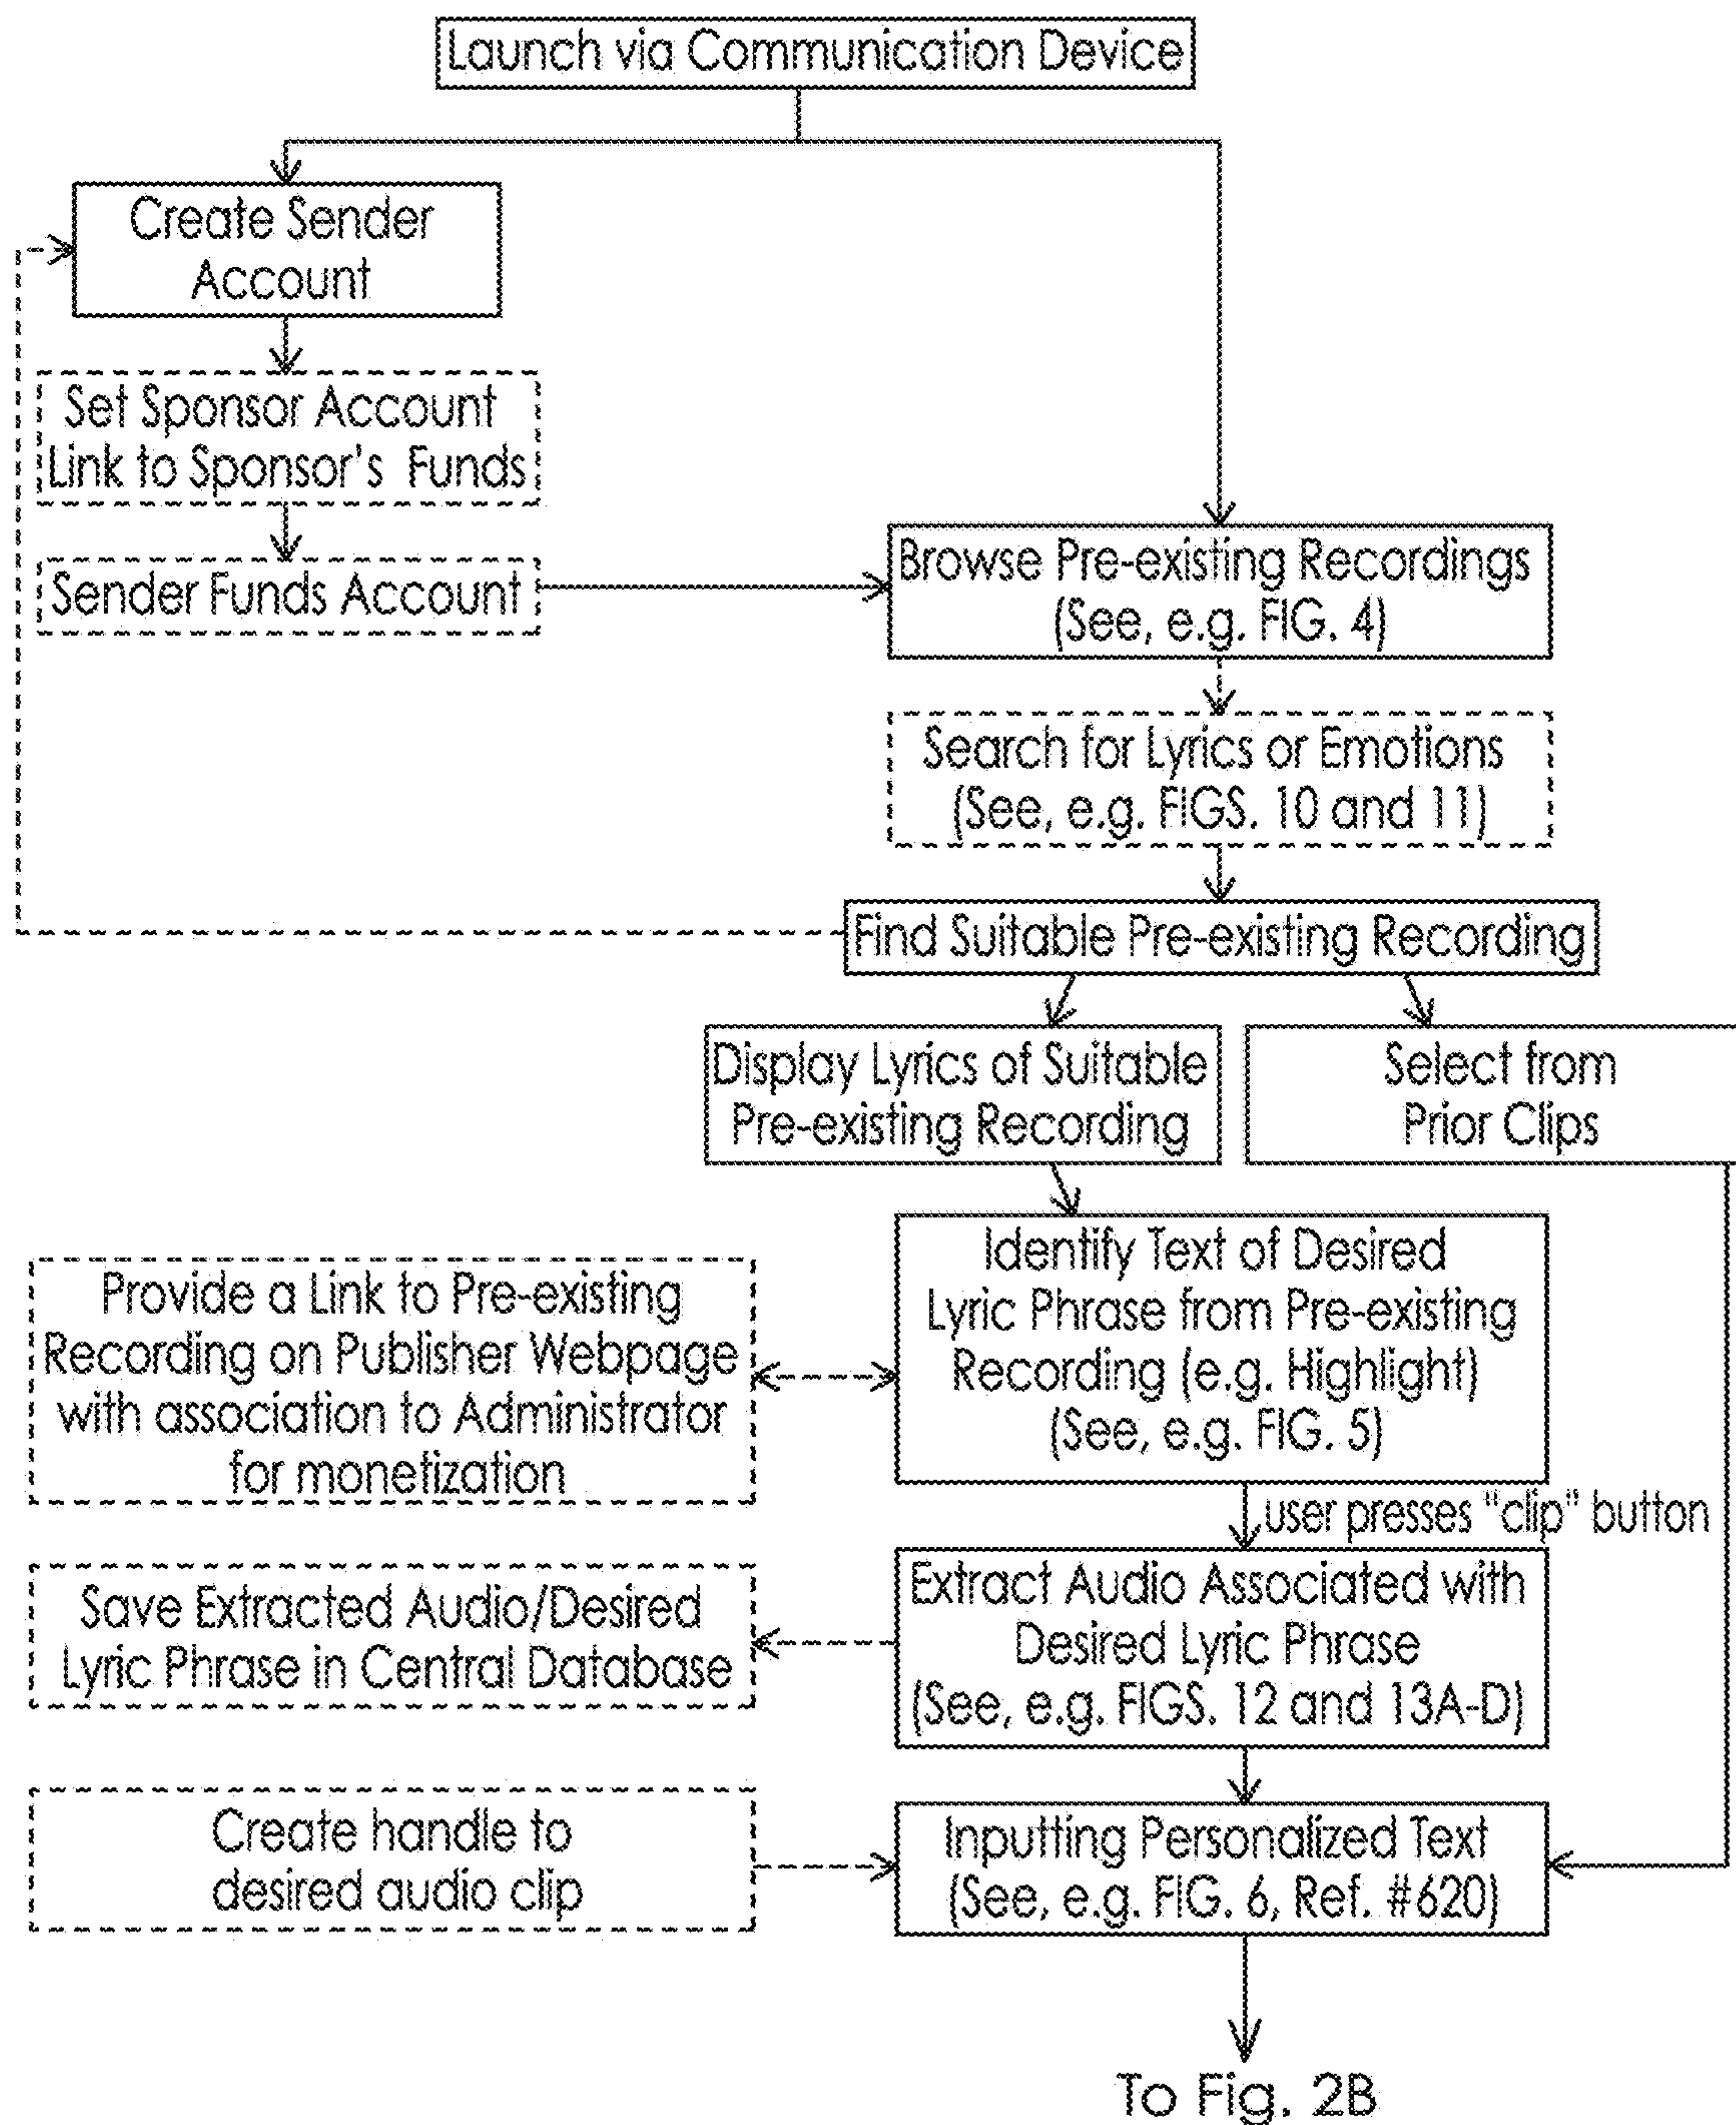 Launch via Communication Device
Create Sender
Account
Set Sponsor Account
Link to Sponsor's Funds
Sender Funds Account
Browse Pre-existing Recordings
(See, e.g. FIG. 4)
Search for Lyrics or Emotions
(See, e.g. FIGS. 10 and 11)
Find Suitable Pre-existing Recording
Display Lyrics of Suitable
Pre-existing Recording
Select from
Prior Clips
Identify Text of Desired
Lyric Phrase from Pre-existing
Recording (e.g. Highlight)
(See, e.g. FIG. 5)
Provide a Link to Pre-existing
Recording on Publisher Webpage
with association to Administrator
for monetization
user presses "clip" button
Extract Audio Associated with
Desired Lyric Phrase
(See, e.g. FIGS. 12 and 13A-D)
Save Extracted Audio/Desired
Lyric Phrase in Central Database
Create handle to
desired audio clip
Inputting Personalized Text
(See, e.g. FIG. 6, Ref. #620)
To Fig. 2B